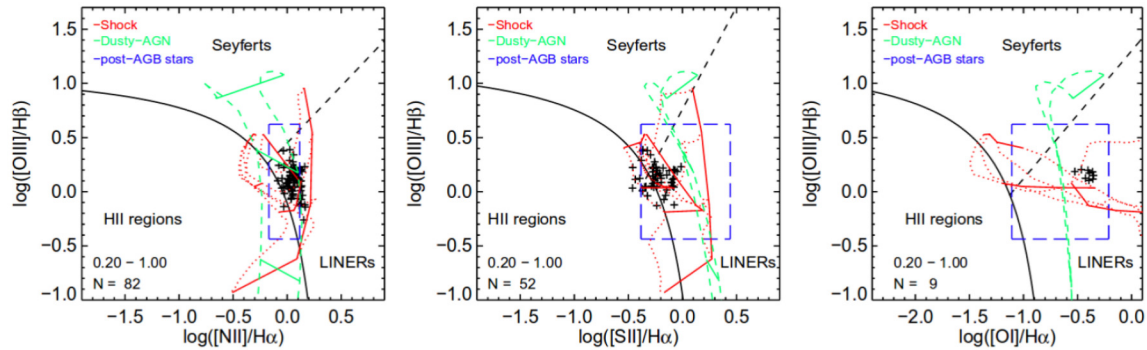 −Shock
−Dusty−AGN
−post−AGB stars
Seyferts
HII regions
LINERs
0.20 − 1.00
N = 82
log([OIII]/Hβ)
1.5
1.0
0.5
0.0
−0.5
−1.0
−1.5 −1.0 −0.5 0.0 0.5
log([NII]/Hα)
−Shock
−Dusty−AGN
−post−AGB stars
Seyferts
HII regions
LINERs
0.20 − 1.00
N = 52
log([OIII]/Hβ)
1.5
1.0
0.5
0.0
−0.5
−1.0
−1.5 −1.0 −0.5 0.0 0.5
log([SII]/Hα)
−Shock
−Dusty−AGN
−post−AGB stars
Seyferts
HII regions
LINERs
0.20 − 1.00
N = 9
log([OIII]/Hβ)
1.5
1.0
0.5
0.0
−0.5
−1.0
−2.0 −1.5 −1.0 −0.5 0.0
log([OI]/Hα)